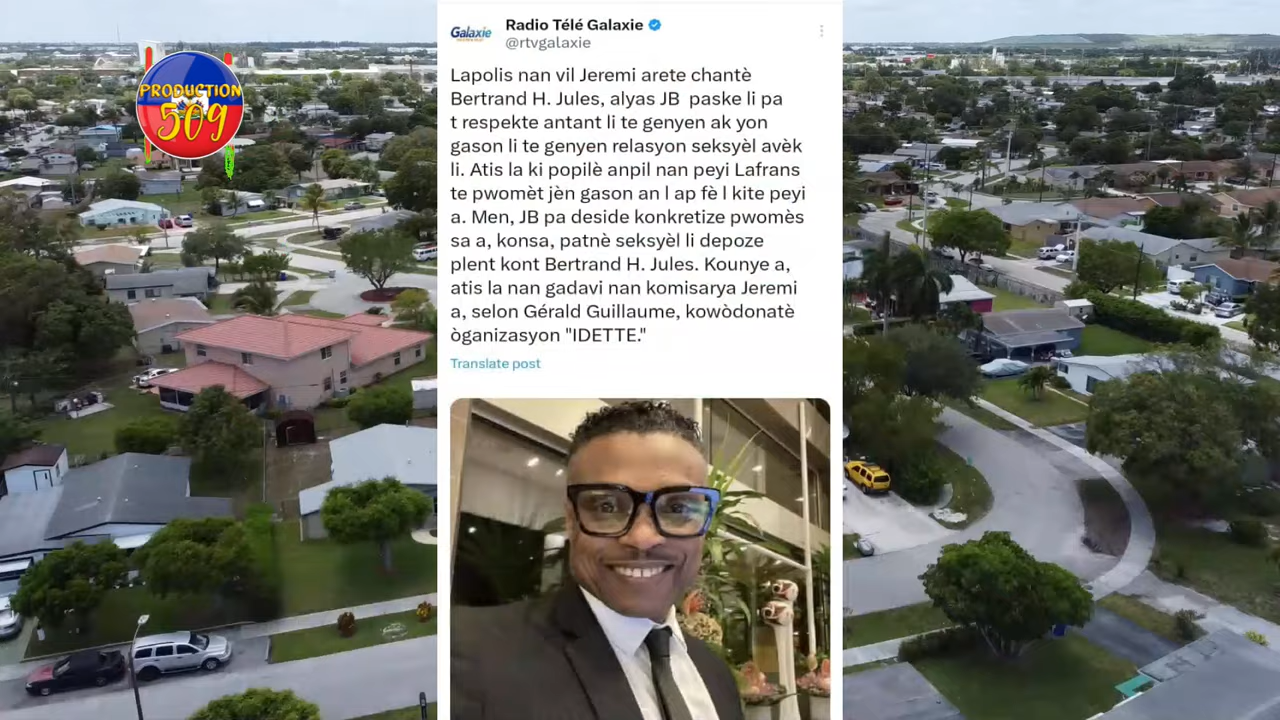 PRODUCTION
509
Galaxie
Radio Télé Galaxie
@rtvgalaxie
Lapolis nan vil Jeremi arete chantè
Bertrand H. Jules, alyas JB paske li pa
t respekte antant li te genyen ak yon
gason li te genyen relasyon seksyèl avèk
li. Atis la ki popilè anpil nan peyi Lafrans
te pwomèt jèn gason an l ap fè l kite peyi
a. Men, JB pa deside konkretize pwomès
sa a, konsa, patnè seksyèl li depoze
plent kont Bertrand H. Jules. Kounye a,
atis la nan gadavi nan komisarya Jeremi
a, selon Gérald Guillaume, kowòdonatè
òganizasyon "IDETTE."
Translate post